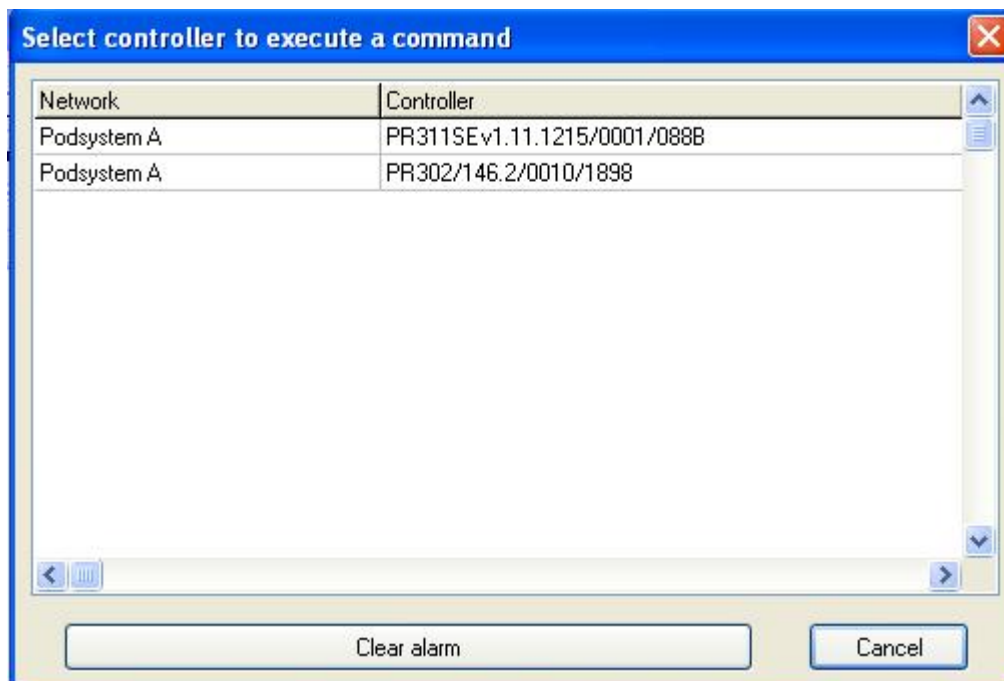 Select controller to execute a command
Network Controller
Podsystem A PR311SEv1.11.1215/0001/088B
Podsystem A PR302/146.2/0010/1898
Clear alarm Cancel